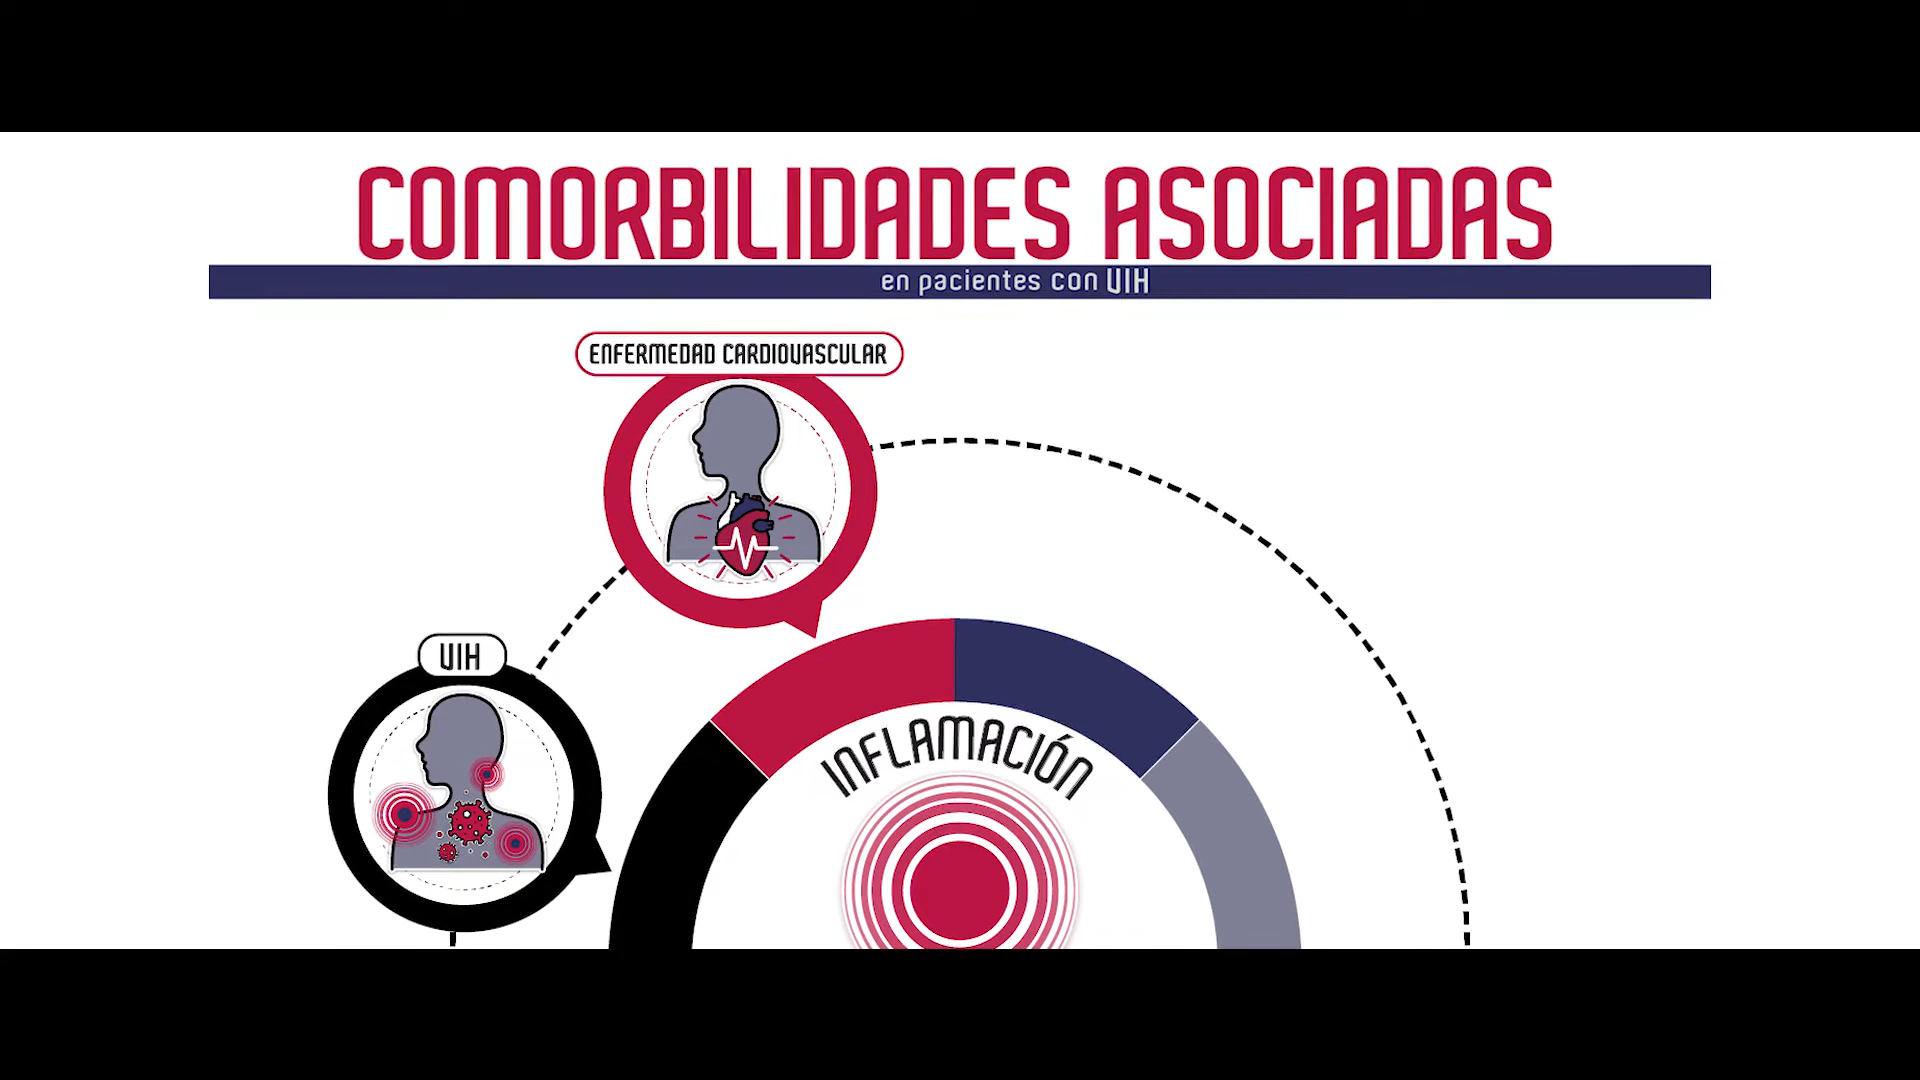 COMORBILIDADES ASOCIADAS
en pacientes con VIH
ENFERMEDAD CARDIOVASCULAR
VIH
INFLAMACIÓN